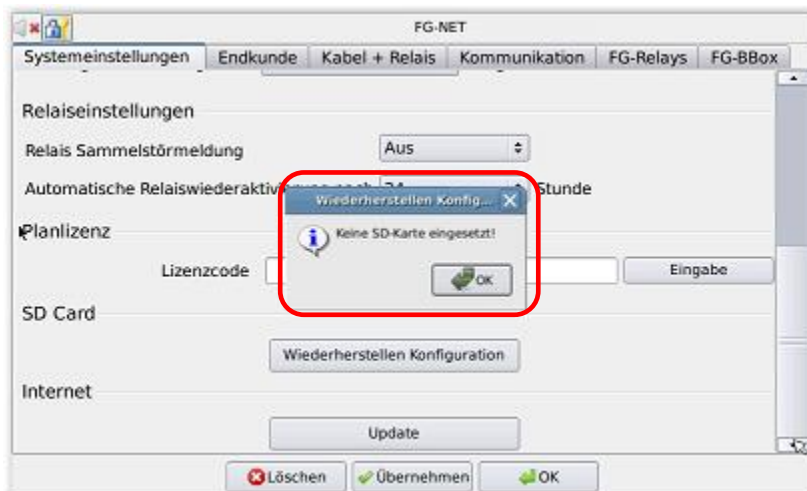 FG-NET
Systemeinstellungen Endkunde Kabel + Relais Kommunikation FG-Relays FG-BBox
Relaiseinstellungen
Relais Sammelstörmeldung Aus
Automatische Stunde
Wiederherstellen Konfig...
Keine SD-Karte eingesetzt!
OK
Planlizenz
Lizenzcode Eingabe
SD Card
Wiederherstellen Konfiguration
Internet
Update
Löschen Übernehmen OK